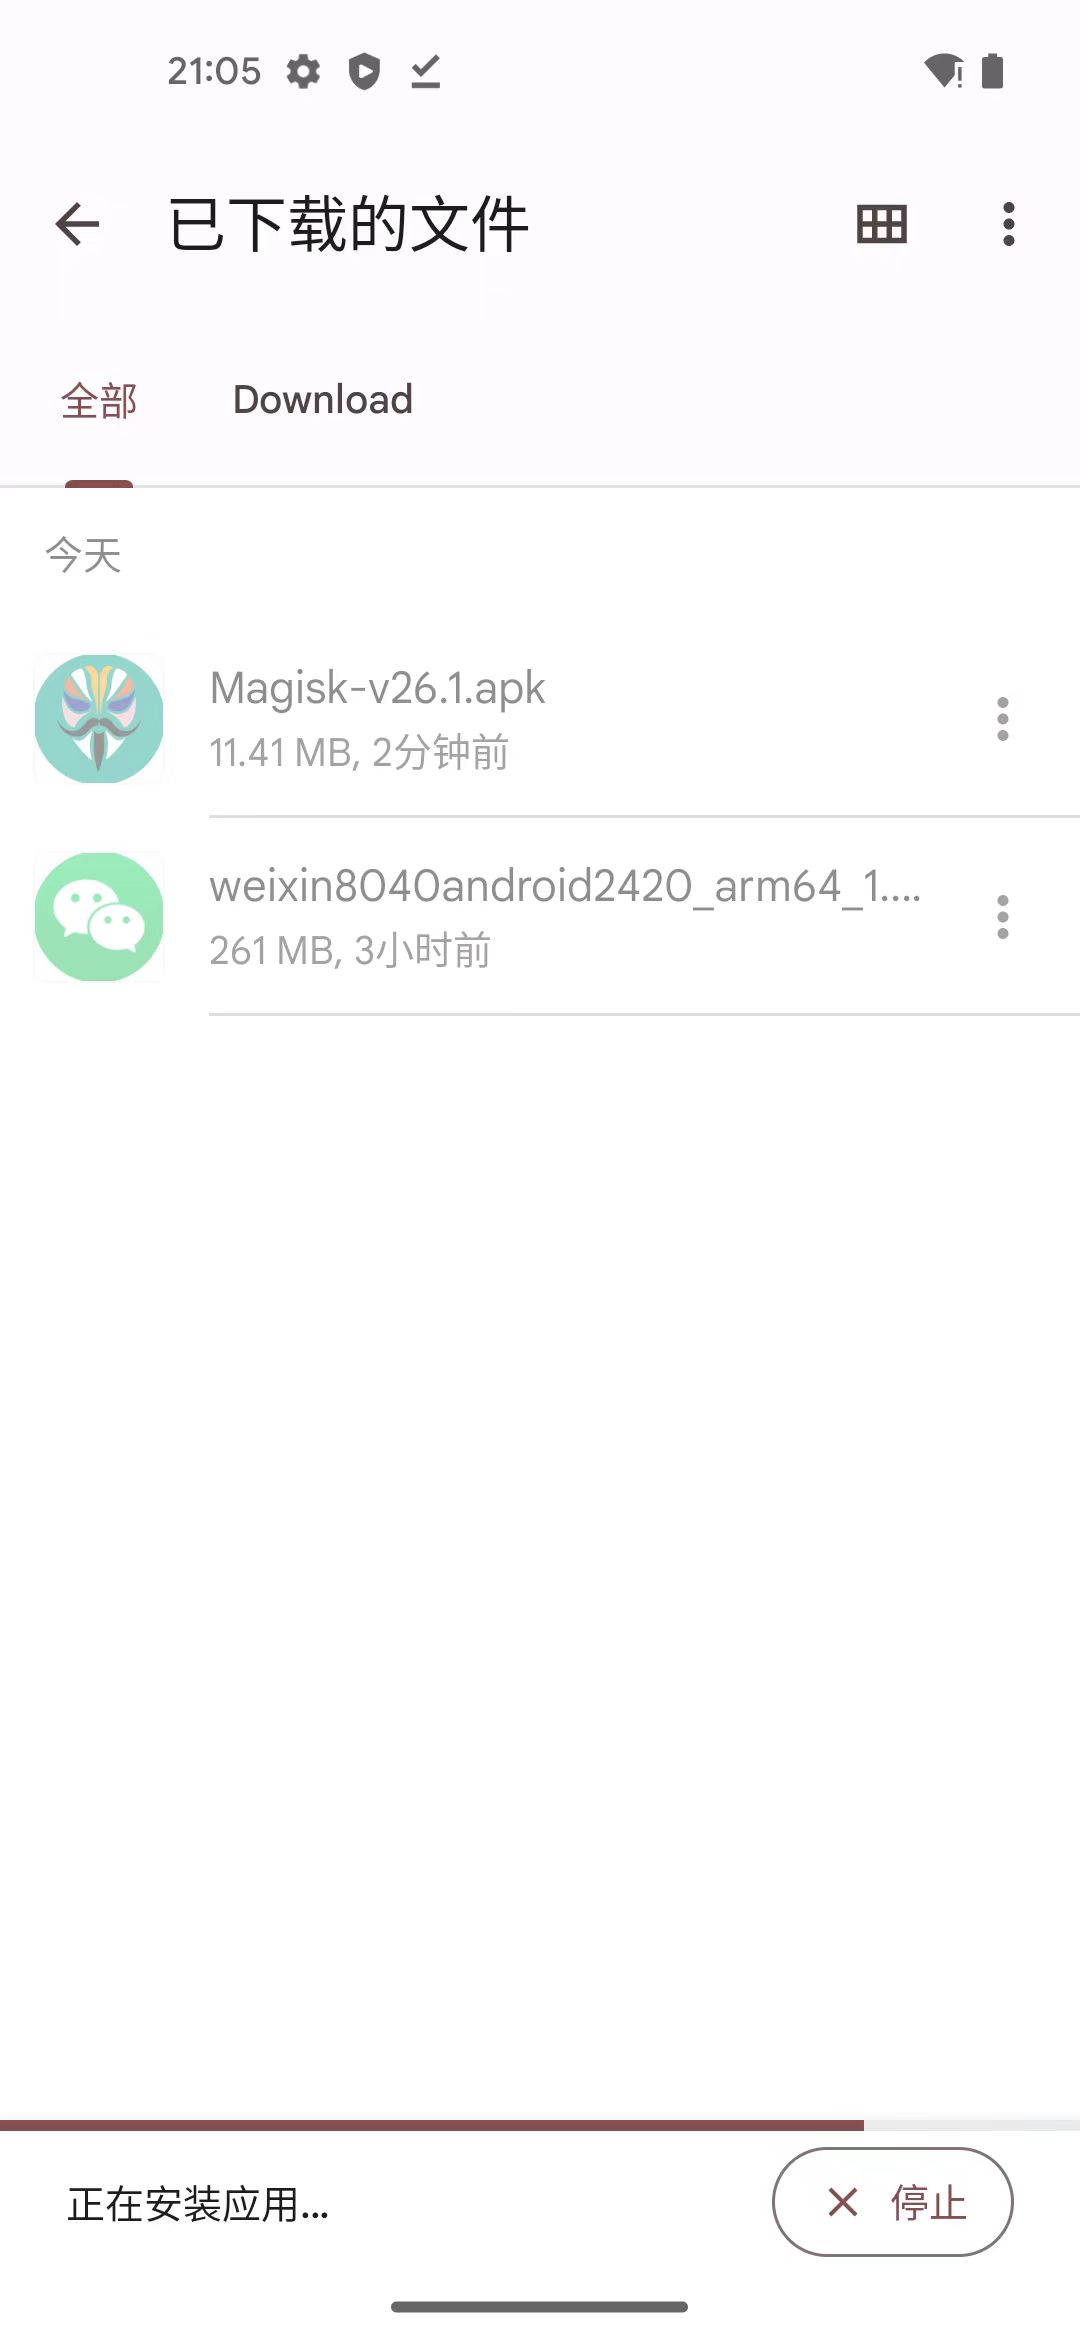 21:05
已下载的文件
全部 Download
今天
Magisk-v26.1.apk
11.41 MB, 2分钟前
weixin8040android2420_arm64_1....
261 MB, 3小时前
正在安装应用...
停止